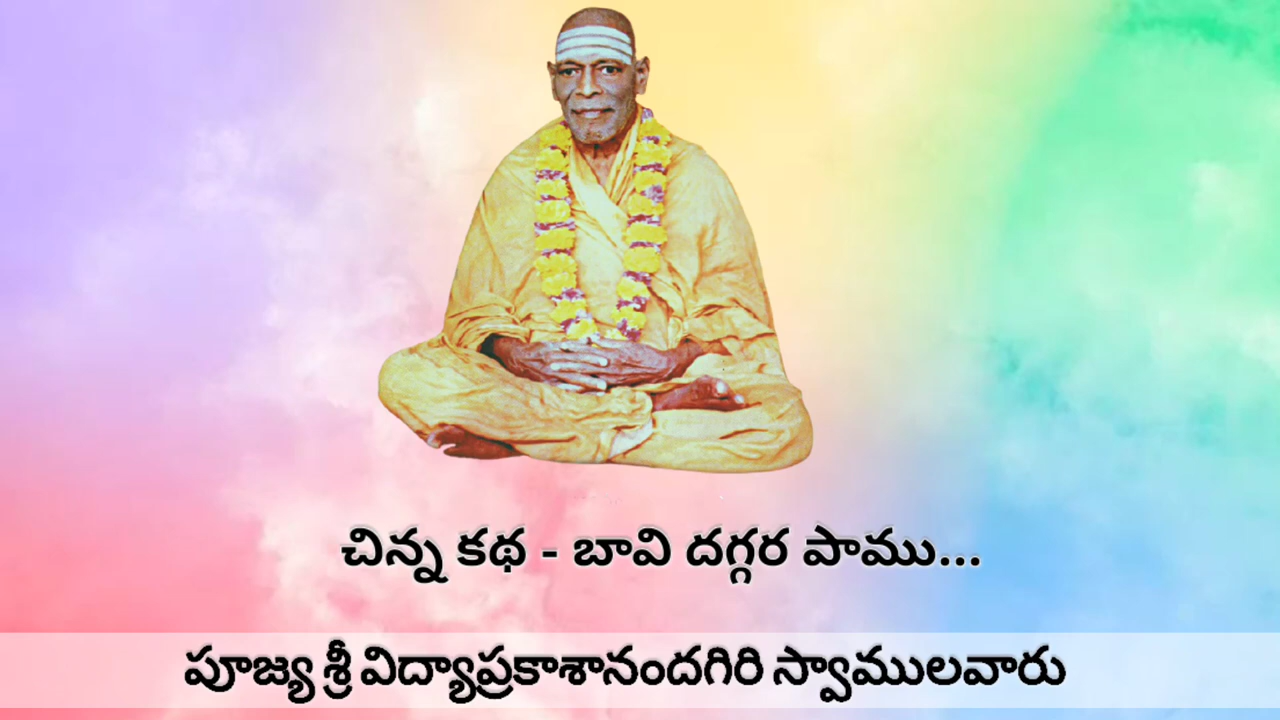 చిన్న కథ - బావి దగ్గర పాము...
పూజ్య శ్రీ విద్యాప్రకాశానందగిరి స్వాములవారు